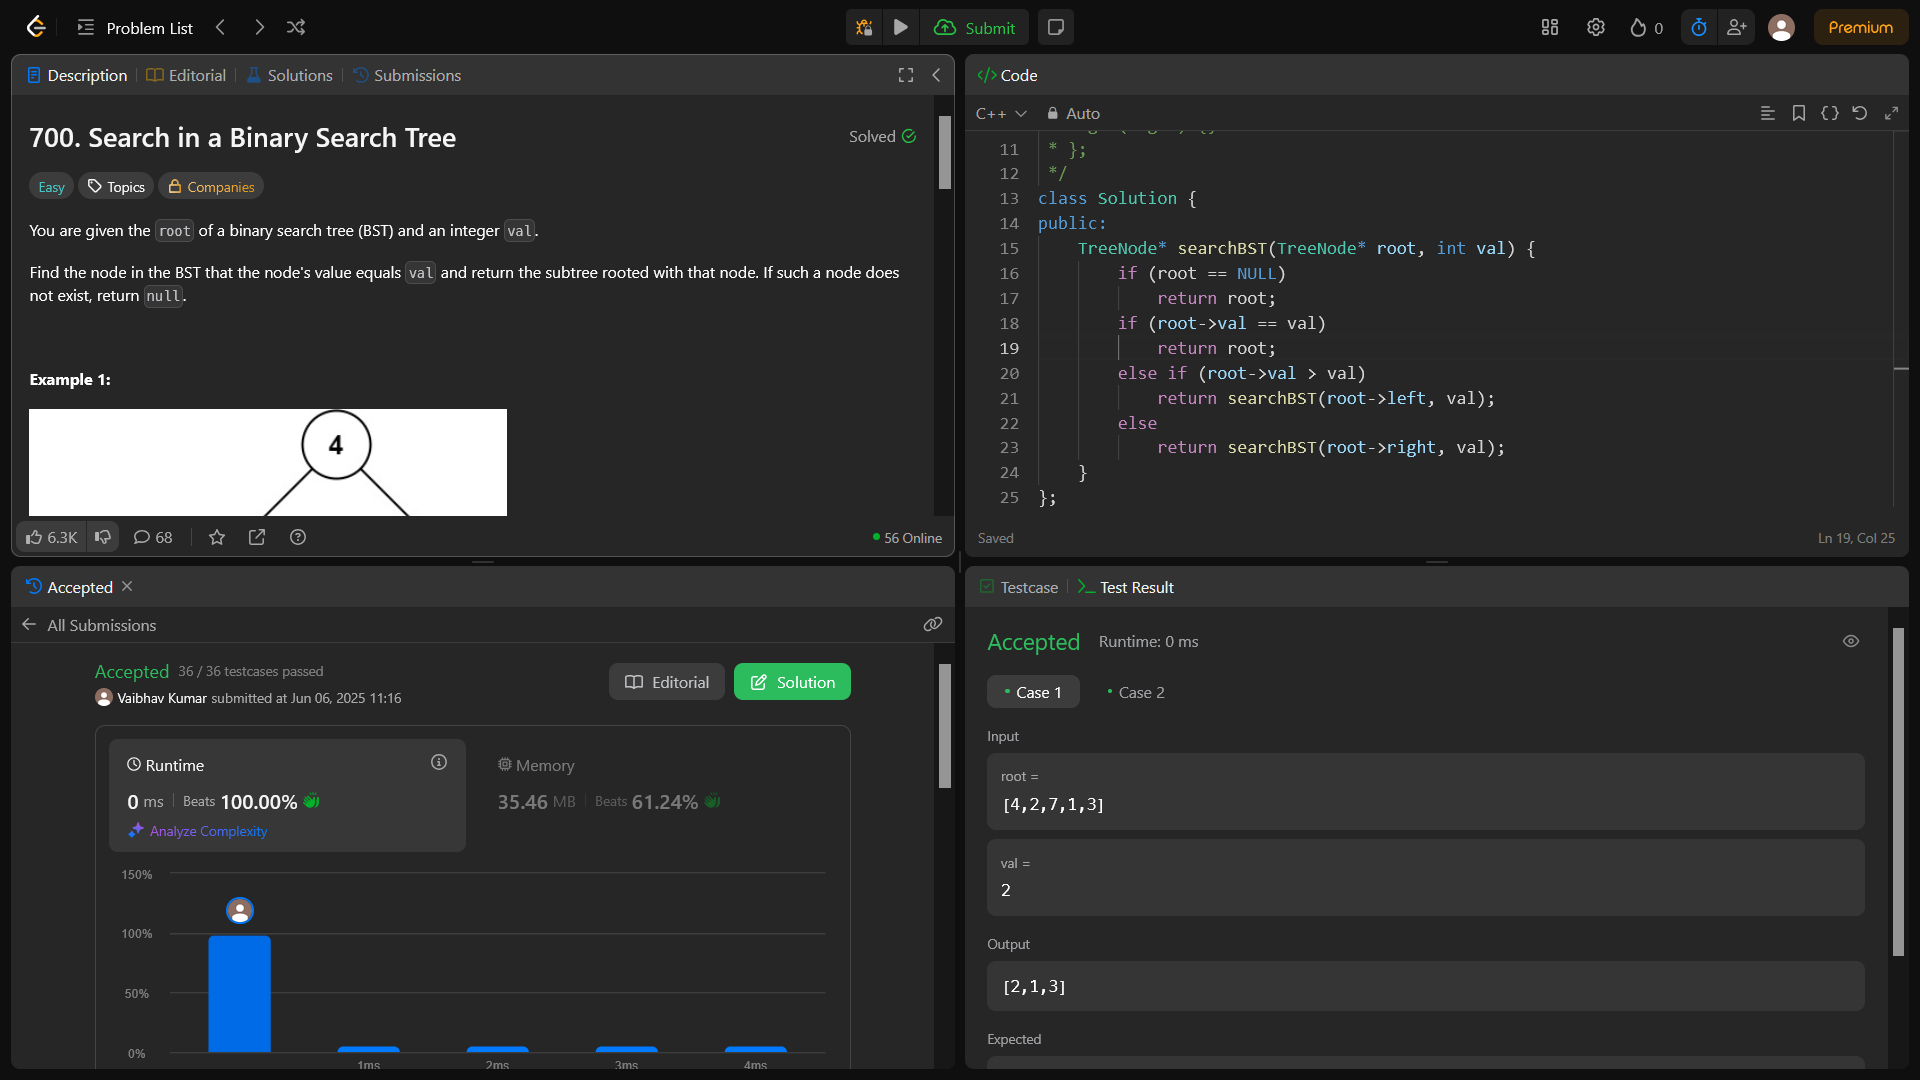 Problem List
Submit
0
Premium
Description
Editorial
Solutions
Submissions
700. Search in a Binary Search Tree
Solved
Easy
Topics
Companies
You are given the root of a binary search tree (BST) and an integer val.
Find the node in the BST that the node's value equals val and return the subtree rooted with that node. If such a node does
not exist, return null.
Example 1:
4
6.3K
68
56 Online
</> Code
C++
Auto
11 * };
12 */
13 class Solution {
14 public:
15 TreeNode* searchBST(TreeNode* root, int val) {
16 if (root == NULL)
17 return root;
18 if (root->val == val)
19 return root;
20 else if (root->val > val)
21 return searchBST(root->left, val);
22 else
23 return searchBST(root->right, val);
24 }
25 };
Saved
Ln 19, Col 25
Accepted
All Submissions
Accepted 36 / 36 testcases passed
Vaibhav Kumar submitted at Jun 06, 2025 11:16
Editorial
Solution
Runtime
0 ms Beats 100.00%
Analyze Complexity
Memory
35.46 MB Beats 61.24%
150%
100%
50%
0%
1ms
2ms
3ms
4ms
Testcase
Test Result
Accepted Runtime: 0 ms
Case 1
Case 2
Input
root =
[4,2,7,1,3]
val =
2
Output
[2,1,3]
Expected